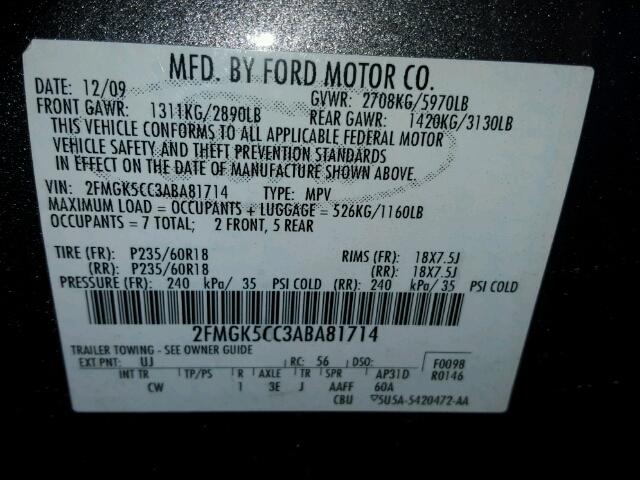 MFD. BY FORD MOTOR CO.
DATE: 12/09 GVWR: 2708KG/5970LB
FRONT GAWR: 1311KG/2890LB REAR GAWR: 1420KG/3130LB
THIS VEHICLE CONFORMS TO ALL APPLICABLE FEDERAL MOTOR
VEHICLE SAFETY AND THEFT PREVENTION STANDARDS
IN EFFECT ON THE DATE OF MANUFACTURE SHOWN ABOVE.
VIN: 2FMGK5CC3ABA81714 TYPE: MPV
MAXIMUM LOAD = OCCUPANTS + LUGGAGE = 526KG/1160LB
OCCUPANTS = 7 TOTAL; 2 FRONT, 5 REAR
TIRE (FR): P235/60R18 RIMS (FR): 18X7.5J
(RR): P235/60R18 (RR): 18X7.5J
PRESSURE (FR): 240 kPa/ 35 PSI COLD (RR): 240 kPa/ 35 PSI COLD
2FMGK5CC3ABA81714
TRAILER TOWING - SEE OWNER GUIDE
EXT PNT: UJ RC: 56 DSO: F0098
INT TR TP/PS R AXLE TR SPR AP31D R0146
CW 1 3E J AAFF 60A
CBU 5U5A-5420472-AA